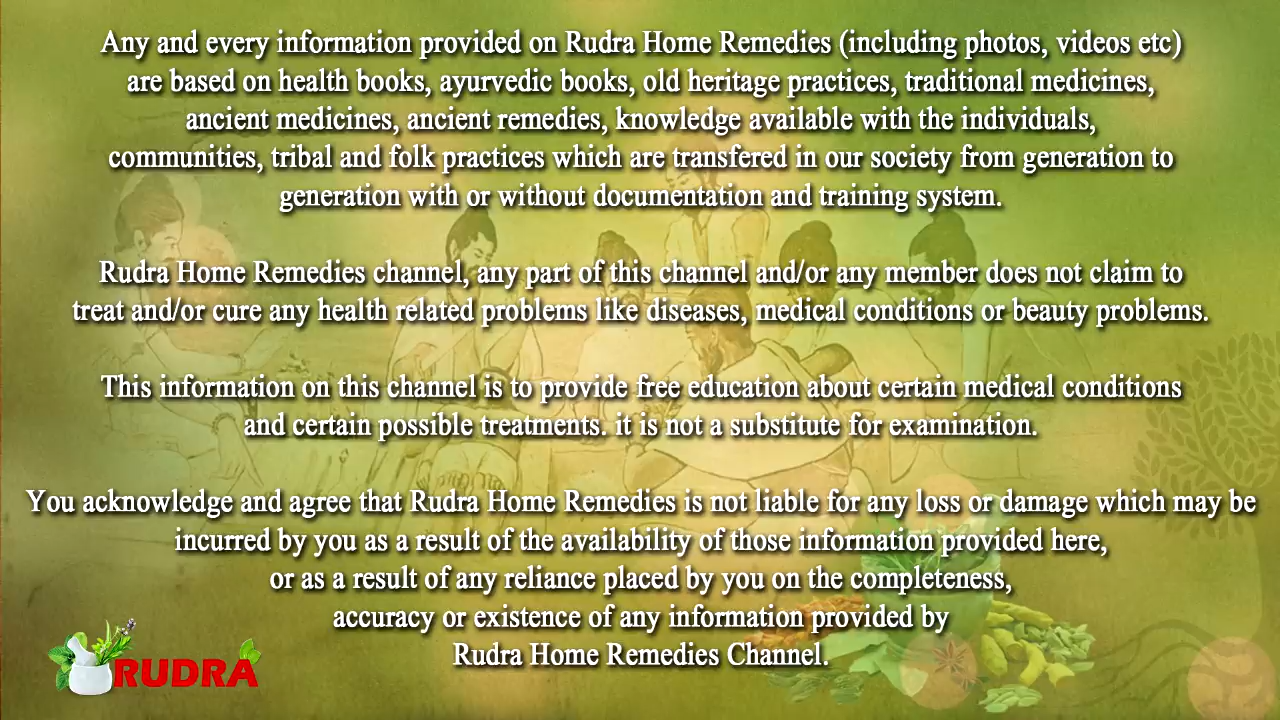 Any and every information provided on Rudra Home Remedies (including photos, videos etc)
are based on health books, ayurvedic books, old heritage practices, traditional medicines,
ancient medicines, ancient remedies, knowledge available with the individuals,
communities, tribal and folk practices which are transfered in our society from generation to
generation with or without documentation and training system.
Rudra Home Remedies channel, any part of this channel and/or any member does not claim to
treat and/or cure any health related problems like diseases, medical conditions or beauty problems.
This information on this channel is to provide free education about certain medical conditions
and certain possible treatments. it is not a substitute for examination.
You acknowledge and agree that Rudra Home Remedies is not liable for any loss or damage which may be
incurred by you as a result of the availability of those information provided here,
or as a result of any reliance placed by you on the completeness,
accuracy or existence of any information provided by
Rudra Home Remedies Channel.
RUDRA